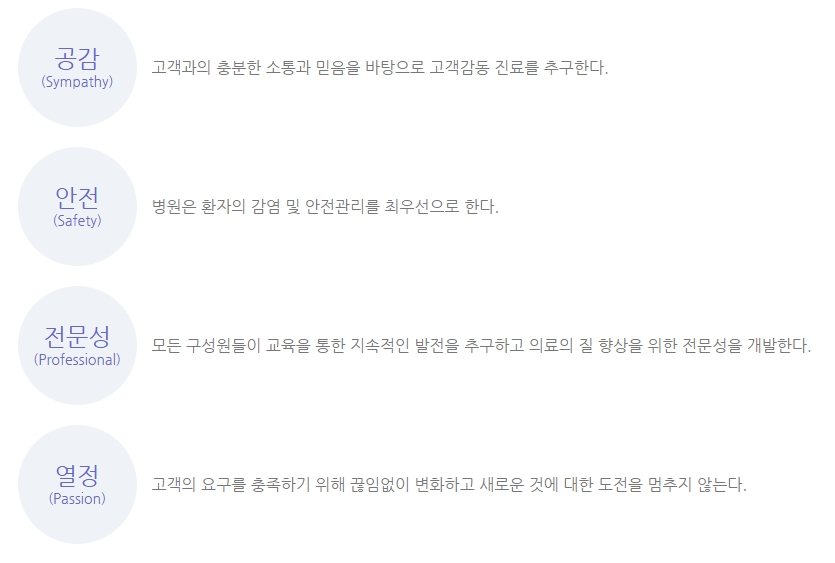 공감
(Sympathy)
고객과의 충분한 소통과 믿음을 바탕으로 고객감동 진료를 추구한다.
안전
(Safety)
병원은 환자의 감염 및 안전관리를 최우선으로 한다.
전문성
(Professional)
모든 구성원들이 교육을 통한 지속적인 발전을 추구하고 의료의 질 향상을 위한 전문성을 개발한다.
열정
(Passion)
고객의 요구를 충족하기 위해 끊임없이 변화하고 새로운 것에 대한 도전을 멈추지 않는다.